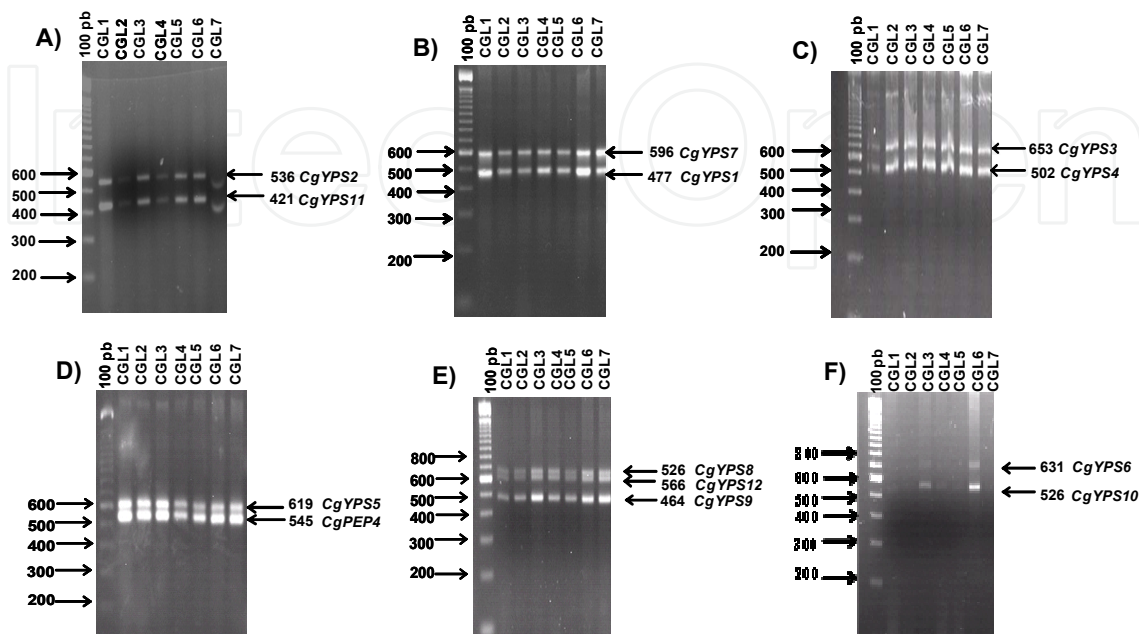 A)
100 pb
CGL1
CGL2
CGL3
CGL4
CGL5
CGL6
CGL7
600
500
400
300
200
536 CgYPS2
421 CgYPS11
B)
100 pb
CGL1
CGL2
CGL3
CGL4
CGL5
CGL6
CGL7
600
500
400
300
200
596 CgYPS7
477 CgYPS1
C)
100 pb
CGL1
CGL2
CGL3
CGL4
CGL5
CGL6
CGL7
600
500
400
300
200
653 CgYPS3
502 CgYPS4
D)
100 pb
CGL1
CGL2
CGL3
CGL4
CGL5
CGL6
CGL7
600
500
400
300
200
619 CgYPS5
545 CgPEP4
E)
100 pb
CGL1
CGL2
CGL3
CGL4
CGL5
CGL6
CGL7
800
600
500
400
300
200
526 CgYPS8
566 CgYPS12
464 CgYPS9
F)
100 pb
CGL1
CGL2
CGL3
CGL4
CGL5
CGL6
CGL7
600
500
400
200
631 CgYPS6
526 CgYPS10